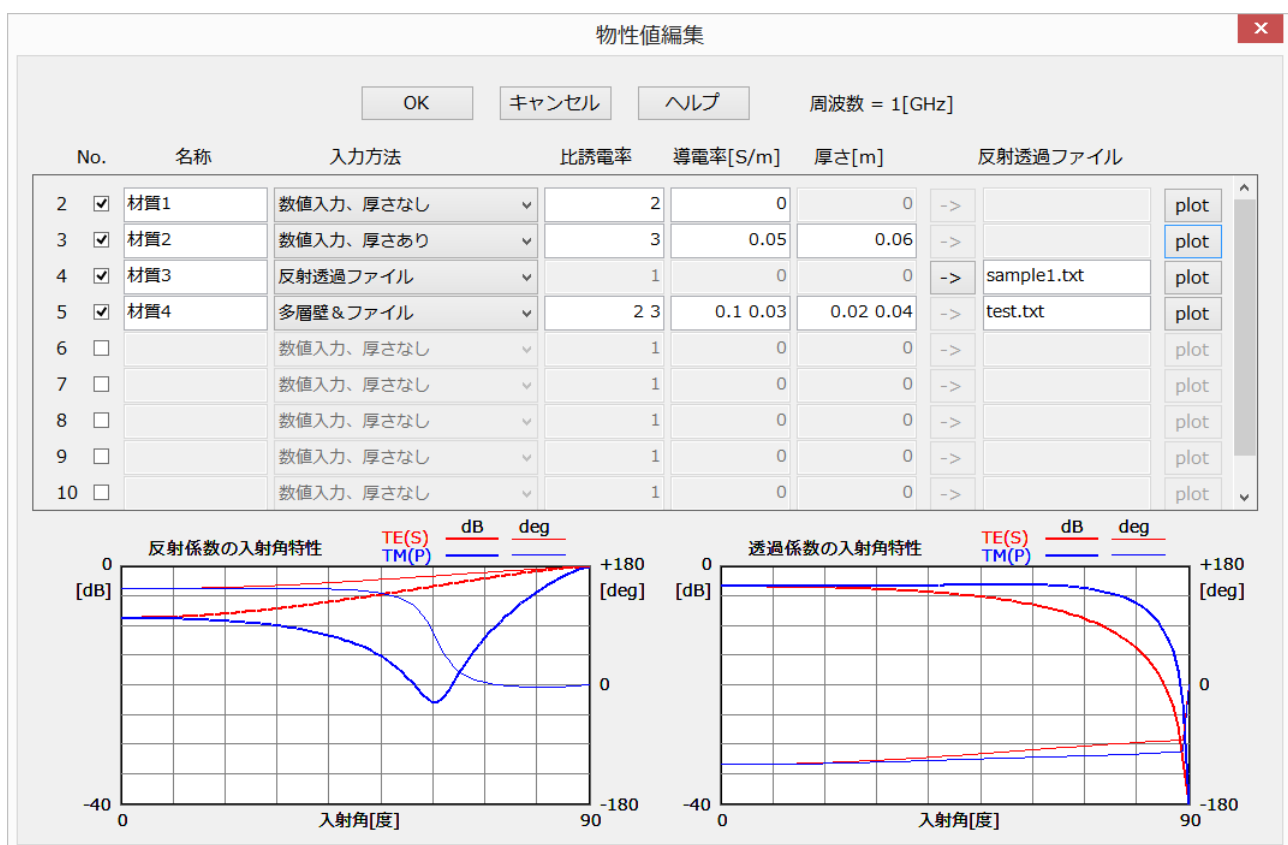 物性値編集
×
OK キャンセル ヘルプ 周波数 = 1[GHz]
No. 名称 入力方法 比誘電率 導電率[S/m] 厚さ[m] 反射透過ファイル
2 材質1 数値入力、厚さなし 2 0 0 -> plot
3 材質2 数値入力、厚さあり 3 0.05 0.06 -> plot
4 材質3 反射透過ファイル 1 0 0 -> sample1.txt plot
5 材質4 多層壁&ファイル 2 3 0.1 0.03 0.02 0.04 -> test.txt plot
6 数値入力、厚さなし 1 0 0 -> plot
7 数値入力、厚さなし 1 0 0 -> plot
8 数値入力、厚さなし 1 0 0 -> plot
9 数値入力、厚さなし 1 0 0 -> plot
10 数値入力、厚さなし 1 0 0 -> plot
反射係数の入射角特性
dB deg
TE(S)
TM(P)
0 +180
[dB] [deg]
0
-40 -180
0 入射角[度] 90
透過係数の入射角特性
dB deg
TE(S)
TM(P)
0 +180
[dB] [deg]
0
-40 -180
0 入射角[度] 90